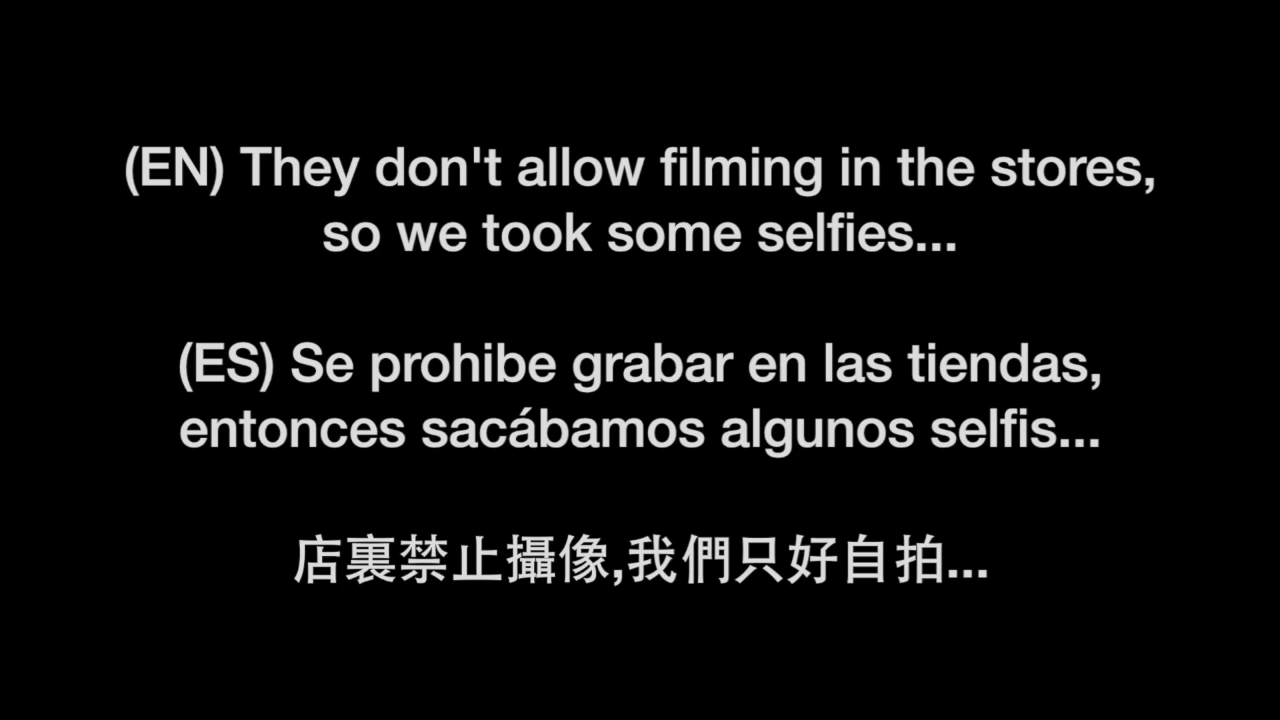 (EN) They don't allow filming in the stores,
so we took some selfies...
(ES) Se prohibe grabar en las tiendas,
entonces sacábamos algunos selfis...
店裏禁止攝像,我們只好自拍...